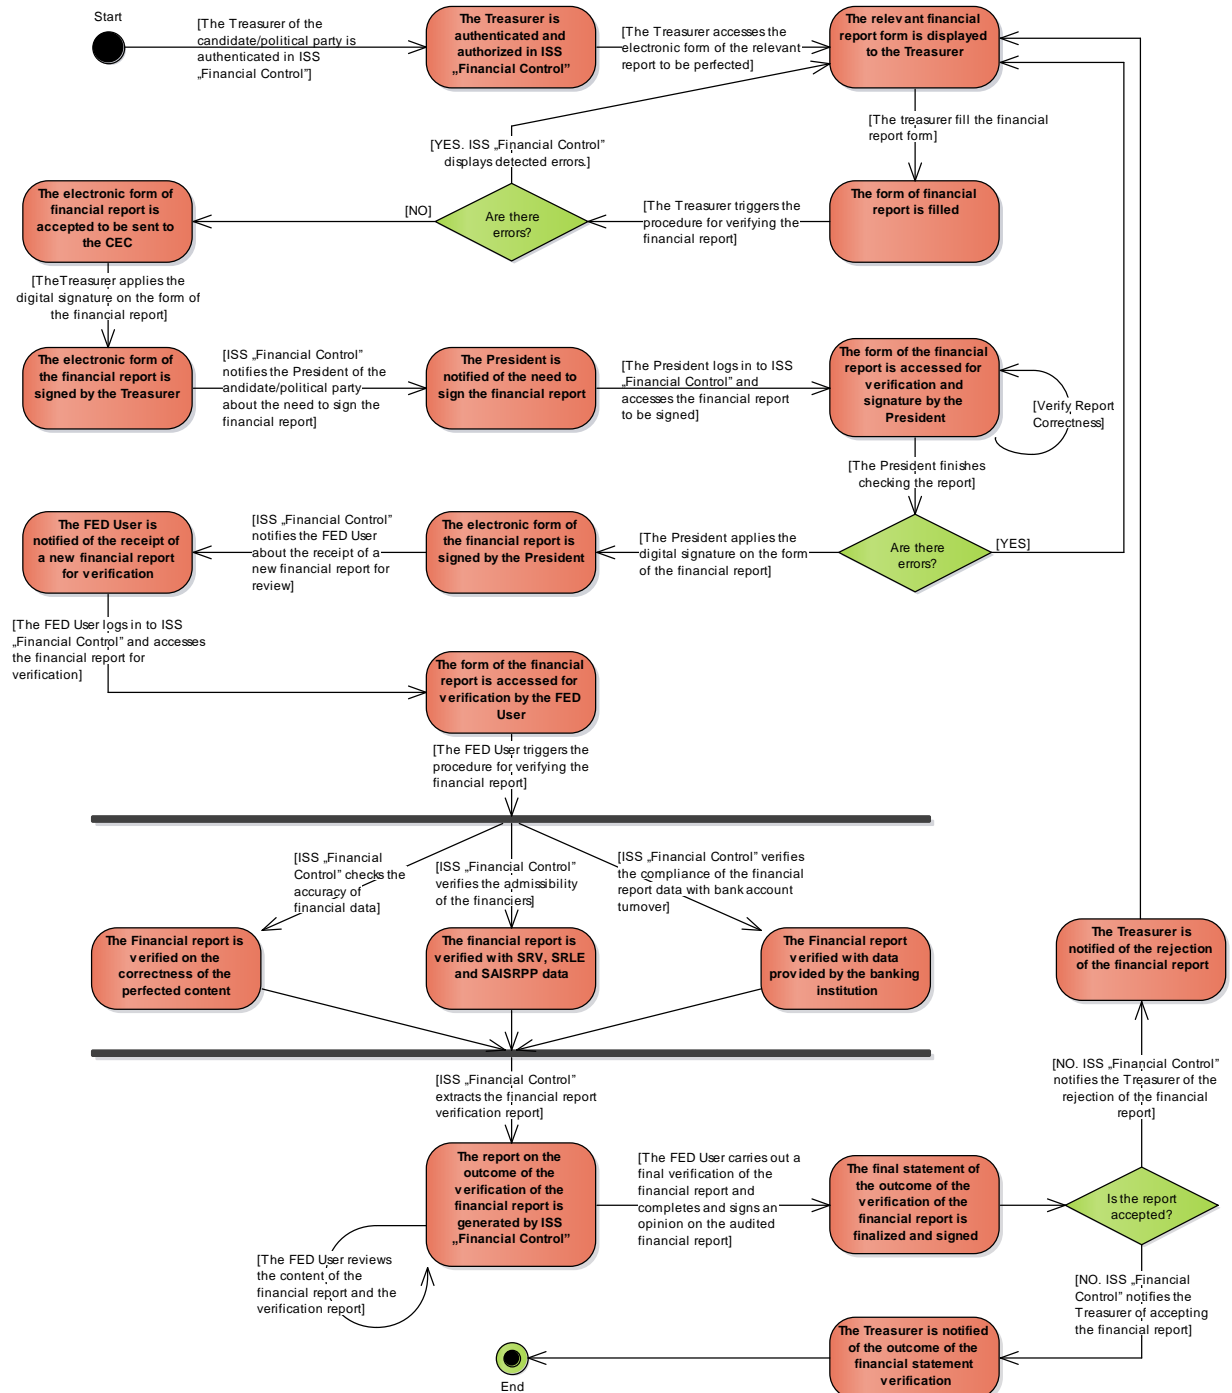 Start
[The Treasurer of the
candidate/political party is
authenticated in ISS
„Financial Control”]
The Treasurer is
authenticated and
authorized in ISS
„Financial Control”
[The Treasurer accesses the
electronic form of the relevant
report to be perfected]
The relevant financial
report form is displayed
to the Treasurer
[The treasurer fill the financial
report form]
[YES. ISS „Financial Control”
displays detected errors.]
The electronic form of
financial report is
accepted to be sent to
the CEC
[NO]
Are there
errors?
[The Treasurer triggers the
procedure for verifying the
financial report]
The form of financial
report is filled
[TheTreasurer applies the
digital signature on the form of
the financial report]
The electronic form of
the financial report is
signed by the Treasurer
[ISS „Financial Control”
notifies the President of the
andidate/political party
about the need to sign the
financial report]
The President is
notified of the need to
sign the financial report
[The President logs in to ISS
„Financial Control” and
accesses the financial report
to be signed]
The form of the financial
report is accessed for
verification and
signature by the
President
[Verify Report
Correctness]
[The President finishes
checking the report]
The FED User is
notified of the receipt of
a new financial report
for verification
[ISS „Financial Control”
notifies the FED User
about the receipt of a
new financial report for
review]
The electronic form of
the financial report is
signed by the President
[The President applies the
digital signature on the form
of the financial report]
Are there
errors?
[YES]
[The FED User logs in to ISS
„Financial Control” and accesses
the financial report for
verification]
The form of the financial
report is accessed for
verification by the FED
User
[The FED User triggers the
procedure for verifying the
financial report]
[ISS „Financial
Control” checks the
accuracy of
financial data]
[ISS „Financial Control”
verifies the admissibility
of the financiers]
[ISS „Financial Control” verifies
the compliance of the financial
report data with bank account
turnover]
The Financial report is
verified on the
correctness of the
perfected content
The financial report is
verified with SRV, SRLE
and SAISRPP data
The Financial report
verified with data
provided by the banking
institution
The Treasurer is
notified of the rejection
of the financial report
[ISS „Financial Control”
extracts the financial report
verification report]
[NO. ISS „Financial Control”
notifies the Treasurer of the
rejection of the financial
report]
The report on the
outcome of the
verification of the
financial report is
generated by ISS
„Financial Control”
[The FED User carries out a
final verification of the
financial report and
completes and signs an
opinion on the audited
financial report]
The final statement of
the outcome of the
verification of the
financial report is
finalized and signed
Is the report
accepted?
[The FED User reviews
the content of the
financial report and the
verification report]
[NO. ISS „Financial
Control” notifies the
Treasurer of accepting
the financial report]
The Treasurer is notified
of the outcome of the
financial statement
verification
End